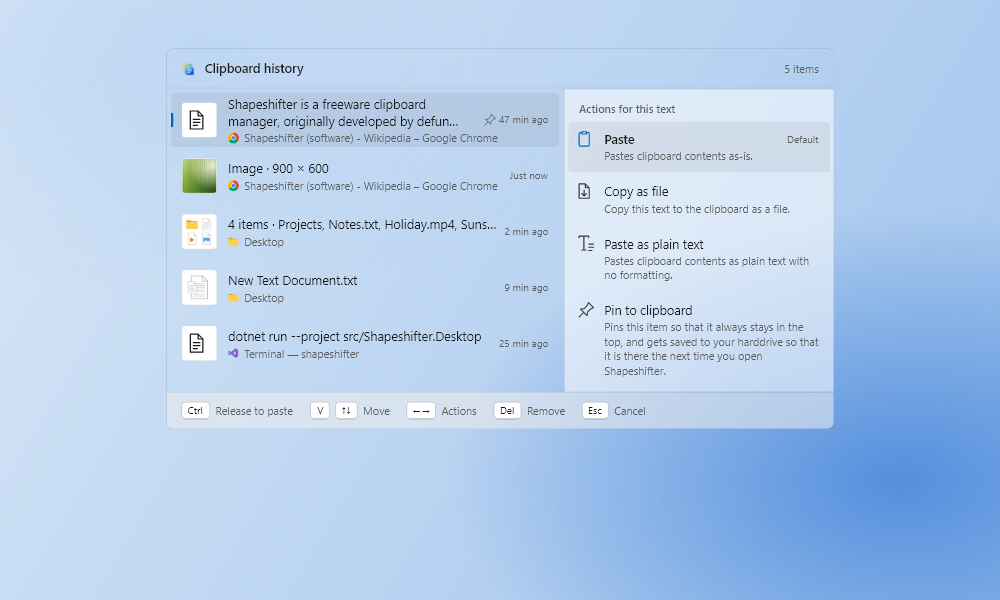 Clipboard history
5 items
Shapeshifter is a freeware clipboard
manager, originally developed by defun...
47 min ago
Shapeshifter (software) - Wikipedia – Google Chrome
Image · 900 × 600
Just now
Shapeshifter (software) - Wikipedia – Google Chrome
4 items · Projects, Notes.txt, Holiday.mp4, Suns...
2 min ago
Desktop
New Text Document.txt
9 min ago
Desktop
dotnet run --project src/Shapeshifter.Desktop
25 min ago
Terminal — shapeshifter
Actions for this text
Paste
Default
Pastes clipboard contents as-is.
Copy as file
Copy this text to the clipboard as a file.
Paste as plain text
Pastes clipboard contents as plain text with
no formatting.
Pin to clipboard
Pins this item so that it always stays in the
top, and gets saved to your harddrive so that
it is there the next time you open
Shapeshifter.
Ctrl Release to paste V ↑↓ Move ←→ Actions Del Remove Esc Cancel